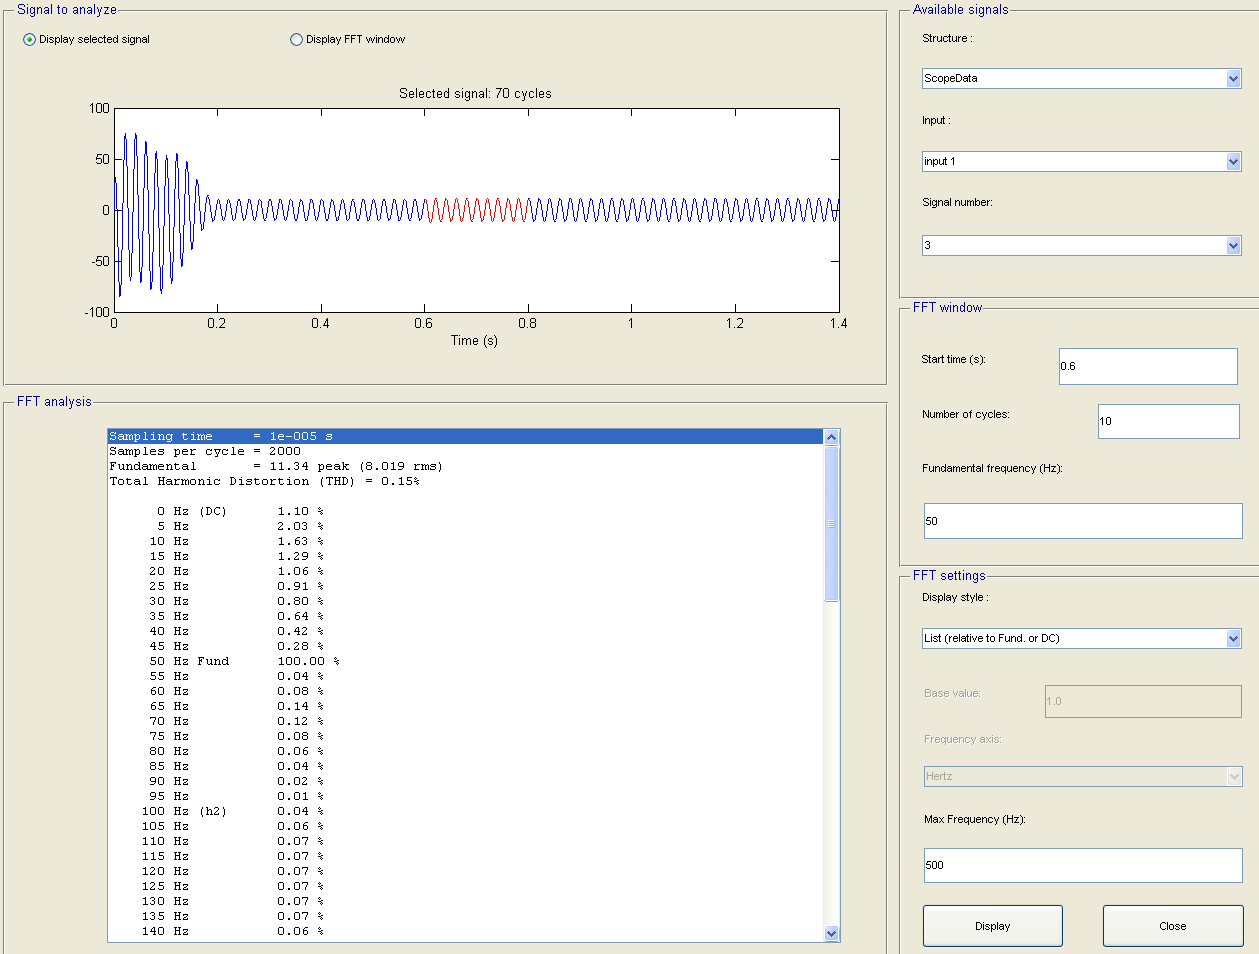 Signal to analyze
Display selected signal
Display FFT window
Selected signal: 70 cycles
100
50
0
-50
-100
0 0.2 0.4 0.6 0.8 1 1.2 1.4
Time (s)
FFT analysis
Sampling time = 1e-005 s
Samples per cycle = 2000
Fundamental = 11.34 peak (8.019 rms)
Total Harmonic Distortion (THD) = 0.15%
0 Hz (DC) 1.10 %
5 Hz 2.03 %
10 Hz 1.63 %
15 Hz 1.29 %
20 Hz 1.06 %
25 Hz 0.91 %
30 Hz 0.80 %
35 Hz 0.64 %
40 Hz 0.42 %
45 Hz 0.28 %
50 Hz Fund 100.00 %
55 Hz 0.04 %
60 Hz 0.08 %
65 Hz 0.14 %
70 Hz 0.12 %
75 Hz 0.08 %
80 Hz 0.06 %
85 Hz 0.04 %
90 Hz 0.02 %
95 Hz 0.01 %
100 Hz (h2) 0.04 %
105 Hz 0.06 %
110 Hz 0.07 %
115 Hz 0.07 %
120 Hz 0.07 %
125 Hz 0.07 %
130 Hz 0.07 %
135 Hz 0.07 %
140 Hz 0.06 %
Available signals
Structure :
ScopeData
Input :
input 1
Signal number:
3
FFT window
Start time (s):
0.6
Number of cycles:
10
Fundamental frequency (Hz):
50
FFT settings
Display style :
List (relative to Fund. or DC)
Base value:
1.0
Frequency axis:
Hertz
Max Frequency (Hz):
500
Display
Close